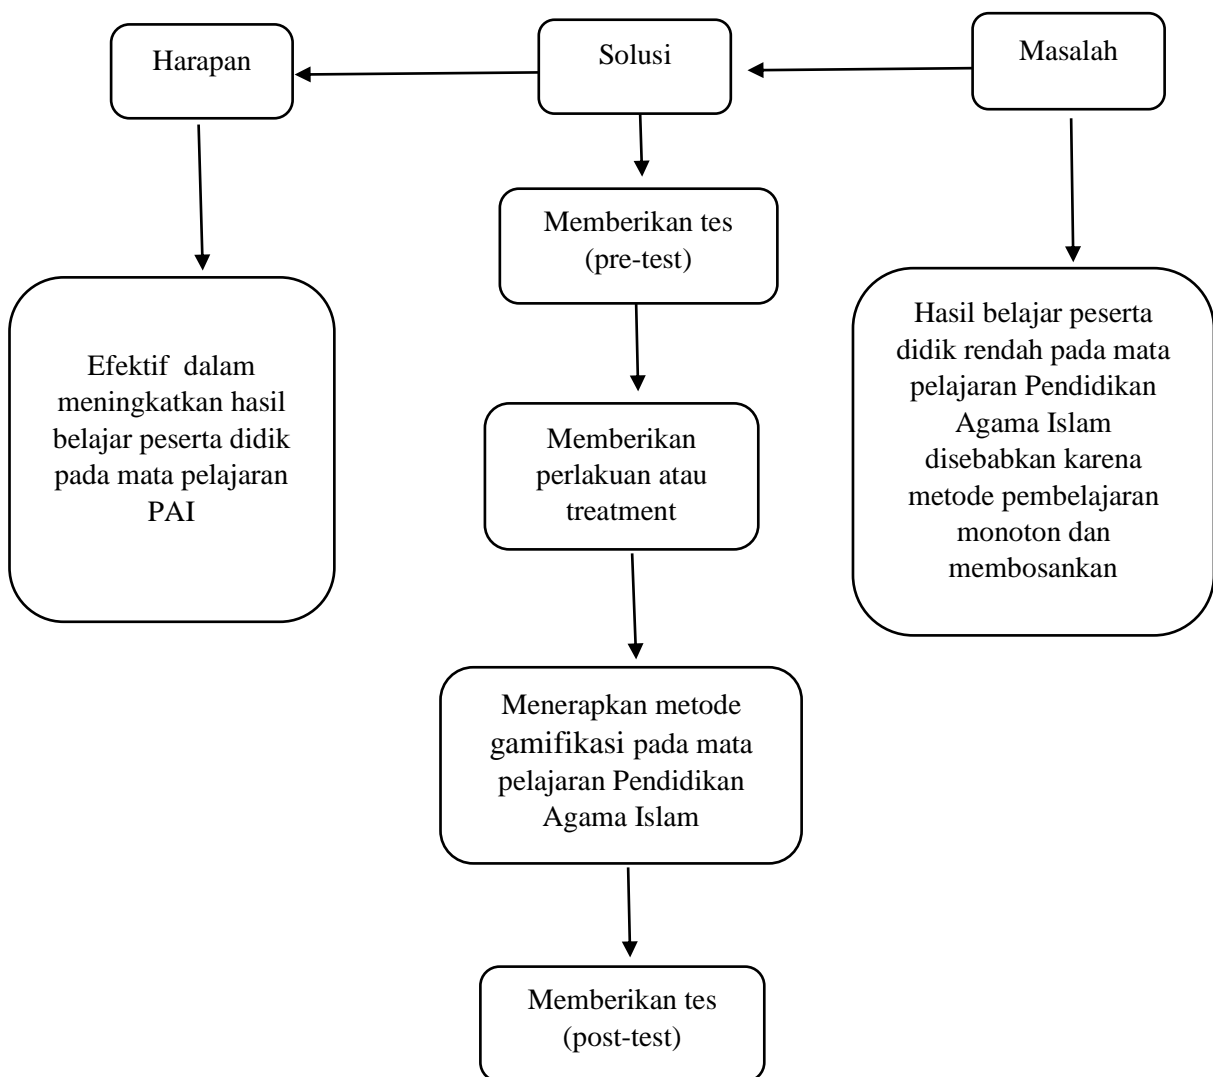 Harapan
Solusi
Masalah
Memberikan tes
(pre-test)
Efektif dalam
meningkatkan hasil
belajar peserta didik
pada mata pelajaran
PAI
Memberikan
perlakuan atau
treatment
Hasil belajar peserta
didik rendah pada mata
pelajaran Pendidikan
Agama Islam
disebabkan karena
metode pembelajaran
monoton dan
membosankan
Menerapkan metode
gamifikasi pada mata
pelajaran Pendidikan
Agama Islam
Memberikan tes
(post-test)